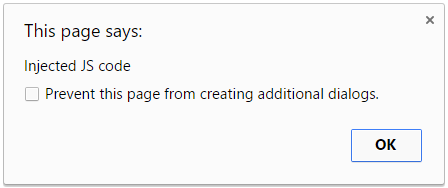 This page says:
Injected JS code
Prevent this page from creating additional dialogs.
OK